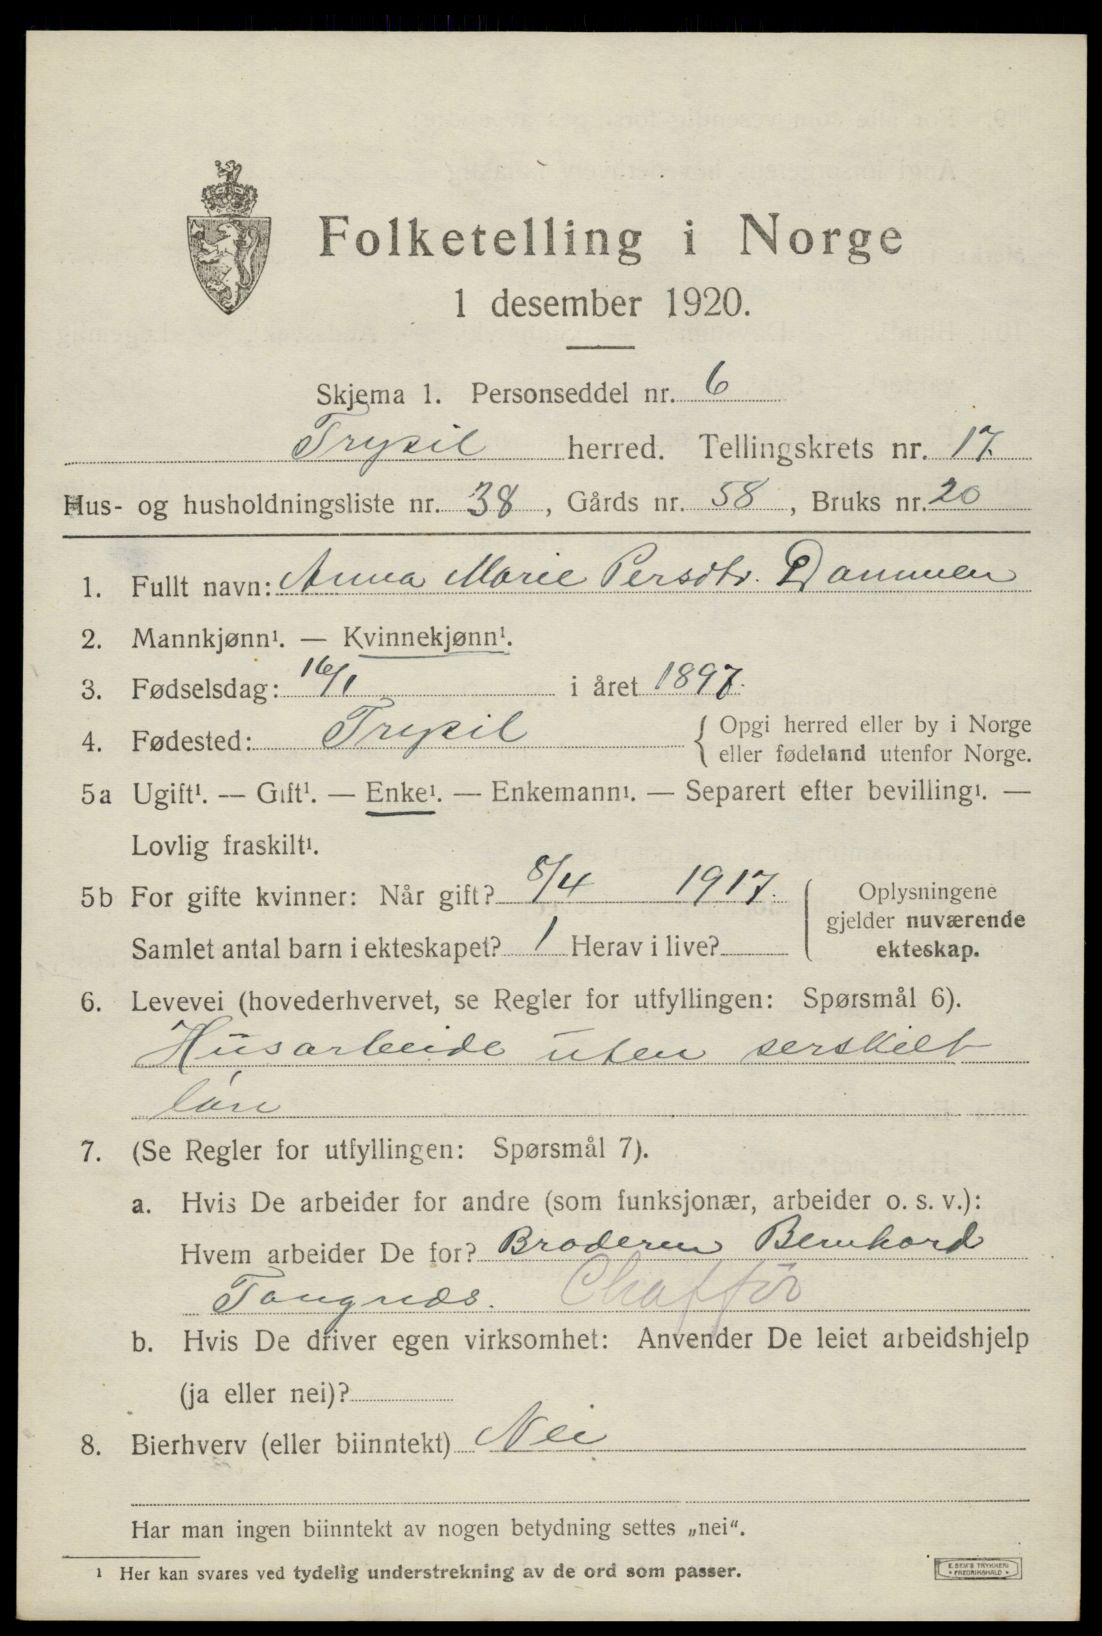 Folketelling i Norge
1 desember 1920.
Skjema 1. Personseddel nr. 6
Trysil herred. Tellingskrets nr. 17.
Hus- og husholdningsliste nr. 38, Gårds nr. 58, Bruks nr. 20
1. Fullt navn: Anna Marie Persdtr. Dammen
2. Mannkjønn¹. — Kvinnekjønn¹.
3. Fødselsdag: 16/1 i året 1897.
4. Fødested: Trysil { Opgi herred eller by i Norge
eller fødeland utenfor Norge.
5a Ugift¹. — Gift¹. — Enke¹. — Enkemann¹. — Separert efter bevilling¹. —
Lovlig fraskilt¹.
5b For gifte kvinner: Når gift? 8/4 1917.
Samlet antal barn i ekteskapet? 1 Herav i live?
Oplysningene
gjelder nuværende
ekteskap.
6. Levevei (hovederhvervet, se Regler for utfyllingen: Spørsmål 6).
Husarbeide uten serskilt
løn
7. (Se Regler for utfyllingen: Spørsmål 7).
a. Hvis De arbeider for andre (som funksjonær, arbeider o. s. v.):
Hvem arbeider De for? Broderen Bernhard
Tangnæs. Chaffør
b. Hvis De driver egen virksomhet: Anvender De leiet arbeidshjelp
(ja eller nei)?
8. Bierhverv (eller biinntekt) Nei
Har man ingen biinntekt av nogen betydning settes „nei".
¹ Her kan svares ved tydelig understrekning av de ord som passer.
E. SEM'S TRYKKERI
• FREDRIKSHALD •